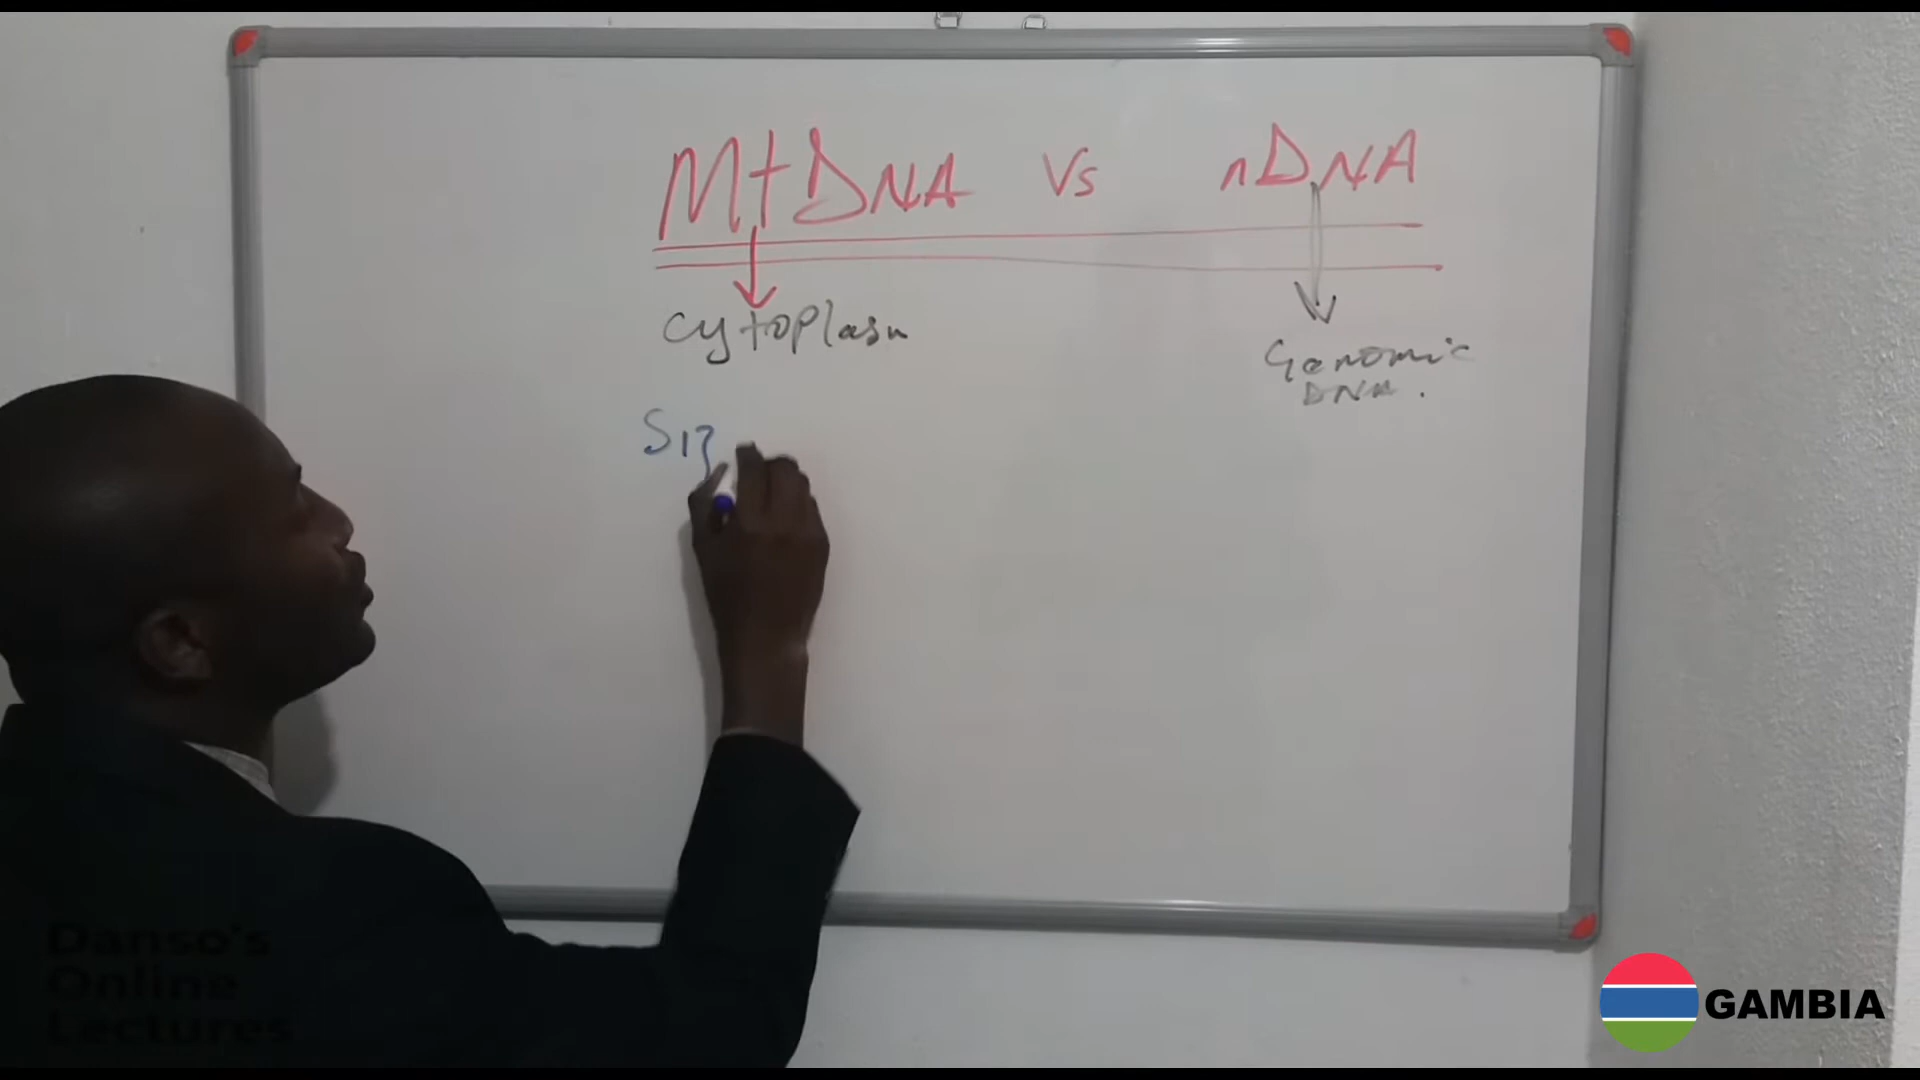 MtDNA Vs nDNA
Cytoplasm
Genomic
DNA.
Siz
Danso's
Online
Lectures
GAMBIA